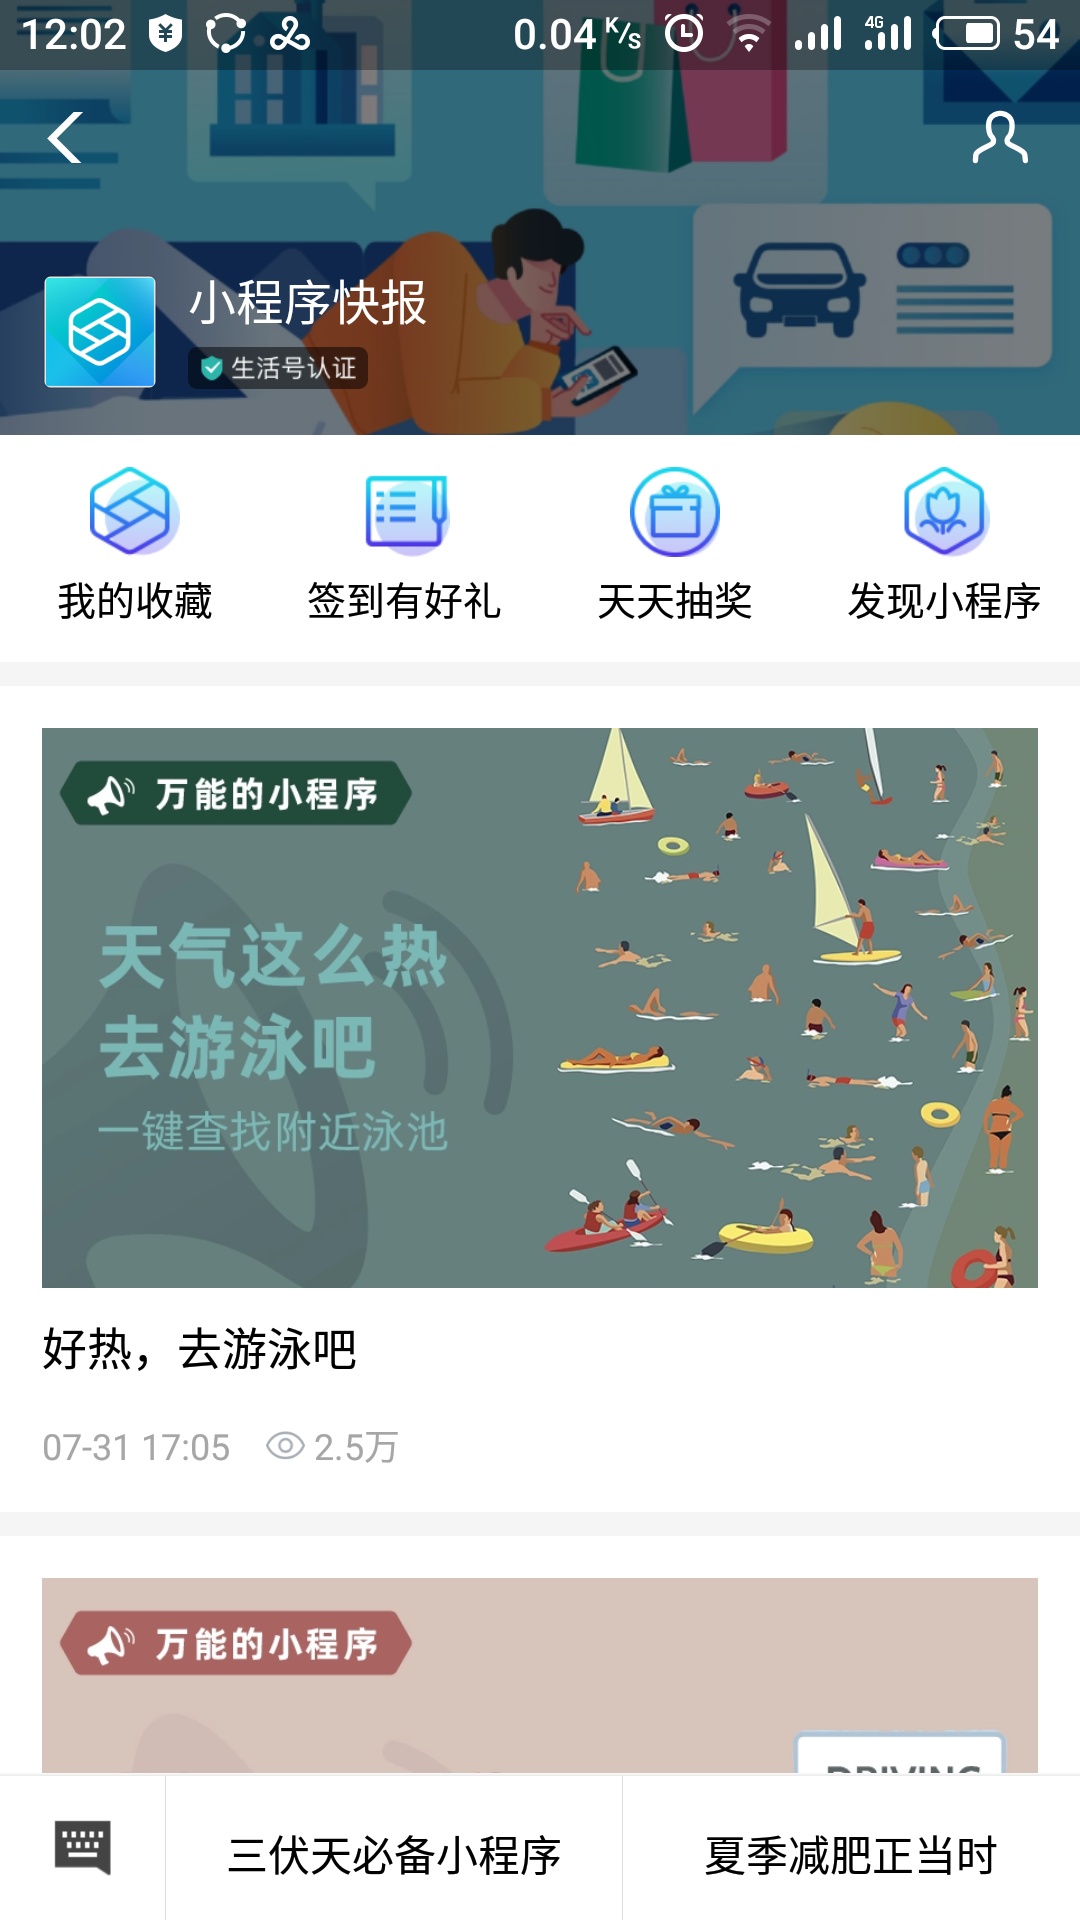 12:02 0.04 K/s 4G 54
小程序快报
生活号认证
我的收藏 签到有好礼 天天抽奖 发现小程序
万能的小程序
天气这么热
去游泳吧
一键查找附近泳池
好热，去游泳吧
07-31 17:05 2.5万
万能的小程序
DRIVING
三伏天必备小程序 夏季减肥正当时